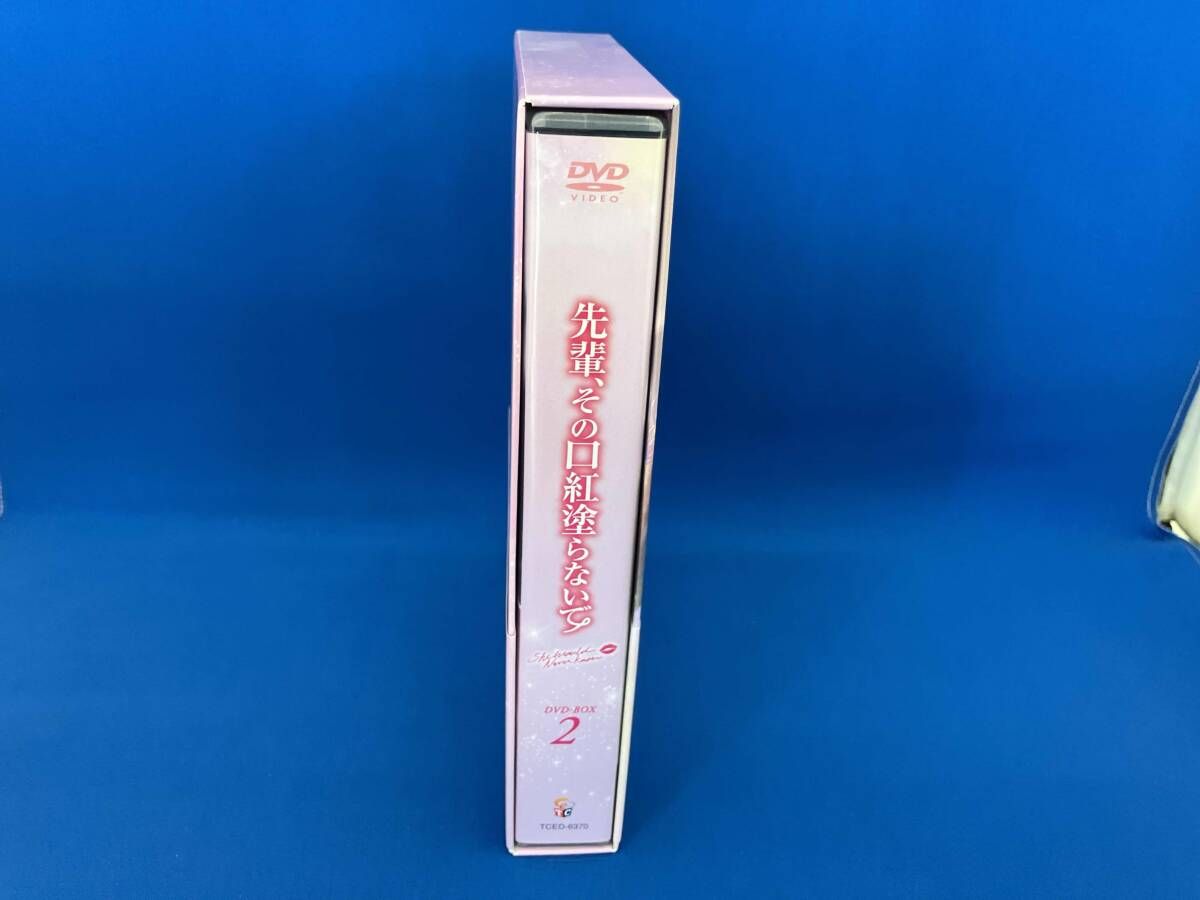 DVD
VIDEO
先輩、その口紅塗らないで
She Would
Never Know
DVD-BOX
2
TC
TCED-6370